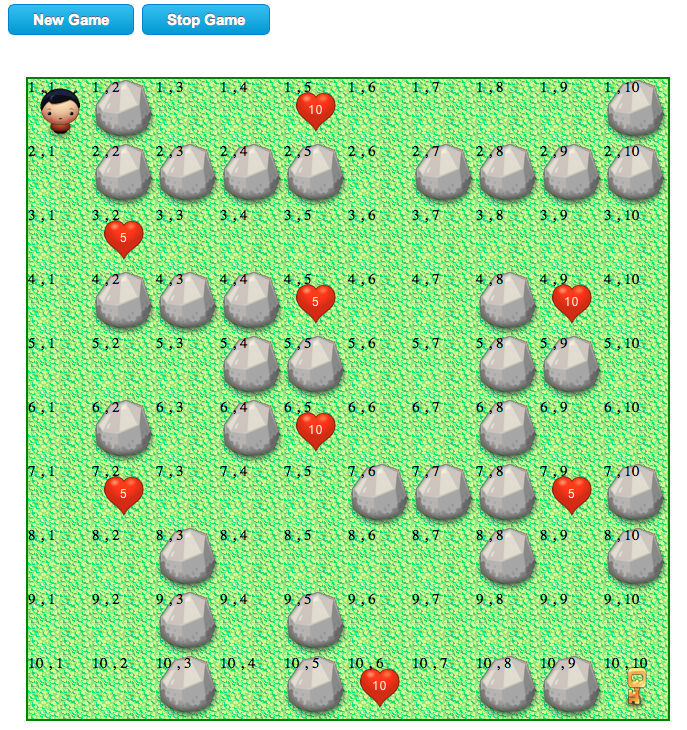 New Game Stop Game
1 , 1 1 , 2 1 , 3 1 , 4 1 , 5 1 , 6 1 , 7 1 , 8 1 , 9 1 , 10
10
2 , 1 2 , 2 2 , 3 2 , 4 2 , 5 2 , 6 2 , 7 2 , 8 2 , 9 2 , 10
3 , 1 3 , 2 3 , 3 3 , 4 3 , 5 3 , 6 3 , 7 3 , 8 3 , 9 3 , 10
5
4 , 1 4 , 2 4 , 3 4 , 4 4 , 5 4 , 6 4 , 7 4 , 8 4 , 9 4 , 10
5 10
5 , 1 5 , 2 5 , 3 5 , 4 5 , 5 5 , 6 5 , 7 5 , 8 5 , 9 5 , 10
6 , 1 6 , 2 6 , 3 6 , 4 6 , 5 6 , 6 6 , 7 6 , 8 6 , 9 6 , 10
10
7 , 1 7 , 2 7 , 3 7 , 4 7 , 5 7 , 6 7 , 7 7 , 8 7 , 9 7 , 10
5 5
8 , 1 8 , 2 8 , 3 8 , 4 8 , 5 8 , 6 8 , 7 8 , 8 8 , 9 8 , 10
9 , 1 9 , 2 9 , 3 9 , 4 9 , 5 9 , 6 9 , 7 9 , 8 9 , 9 9 , 10
10 , 1 10 , 2 10 , 3 10 , 4 10 , 5 10 , 6 10 , 7 10 , 8 10 , 9 10 , 10
10